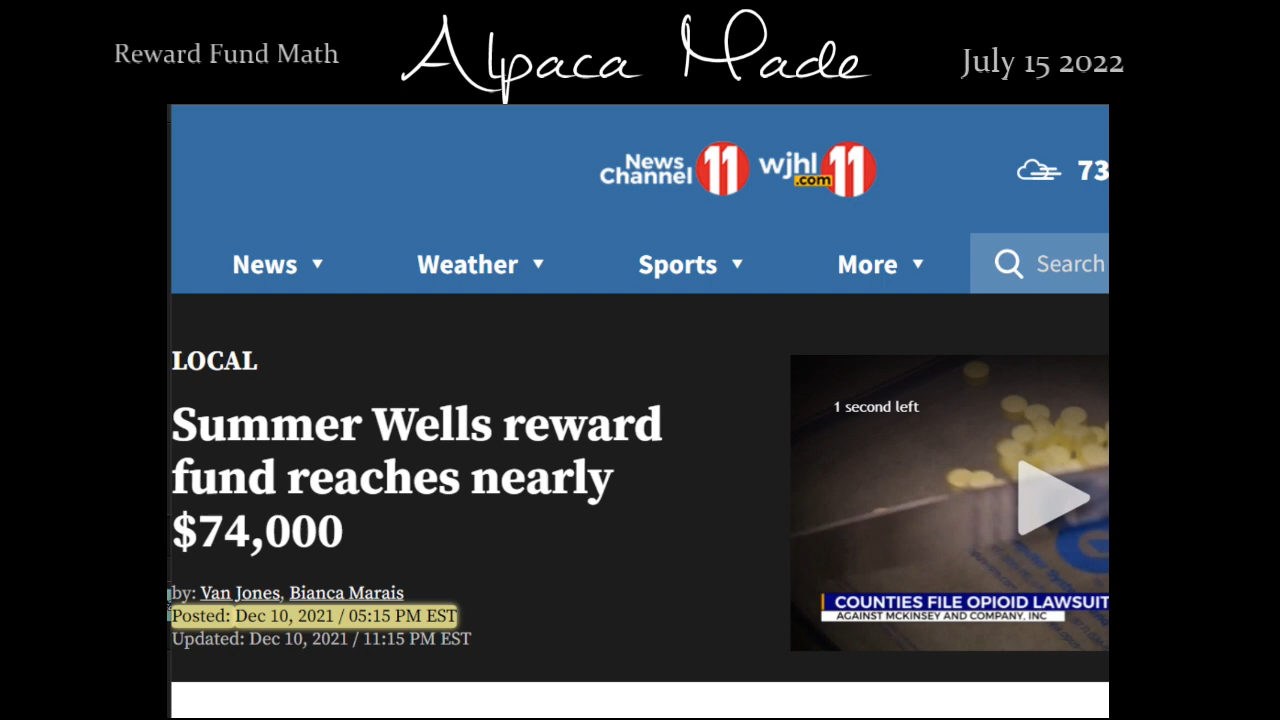 Reward Fund Math
Alpaca Made
July 15 2022
News Channel 11
wjhl.com 11
73
News
Weather
Sports
More
Search
LOCAL
Summer Wells reward
fund reaches nearly
$74,000
by: Van Jones, Bianca Marais
Posted: Dec 10, 2021 / 05:15 PM EST
Updated: Dec 10, 2021 / 11:15 PM EST
1 second left
COUNTIES FILE OPIOID LAWSUIT
AGAINST MCKINSEY AND COMPANY, INC